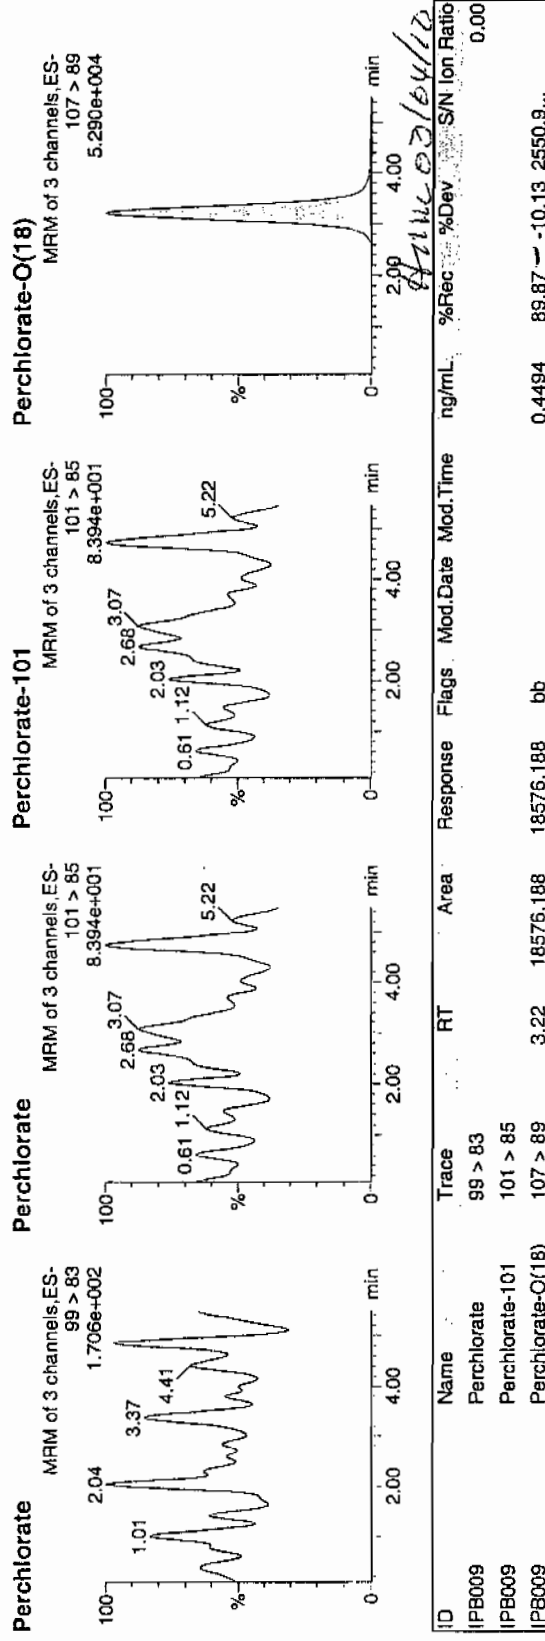 Perchlorate
MRM of 3 channels,ES-
99 > 83
1.706e+002
100
%
0
1.01
2.04
3.37
4.41
2.00
4.00
min
Perchlorate
MRM of 3 channels,ES-
101 > 85
8.394e+001
100
%
0
0.61
1.12
2.03
2.68
3.07
5.22
2.00
4.00
min
Perchlorate-101
MRM of 3 channels,ES-
101 > 85
8.394e+001
100
%
0
0.61
1.12
2.03
2.68
3.07
5.22
2.00
4.00
min
Perchlorate-O(18)
MRM of 3 channels,ES-
107 > 89
5.290e+004
100
%
0
2.00
4.00
min
03/04/10
ID Name Trace RT Area Response Flags Mod.Date Mod.Time ng/mL %Rec %Dev S/N Ion Ratio
IPB009 Perchlorate 99 > 83 0.00
IPB009 Perchlorate-101 101 > 85
IPB009 Perchlorate-O(18) 107 > 89 3.22 18576.188 18576.188 bb 0.4494 89.87 -10.13 2550.9...